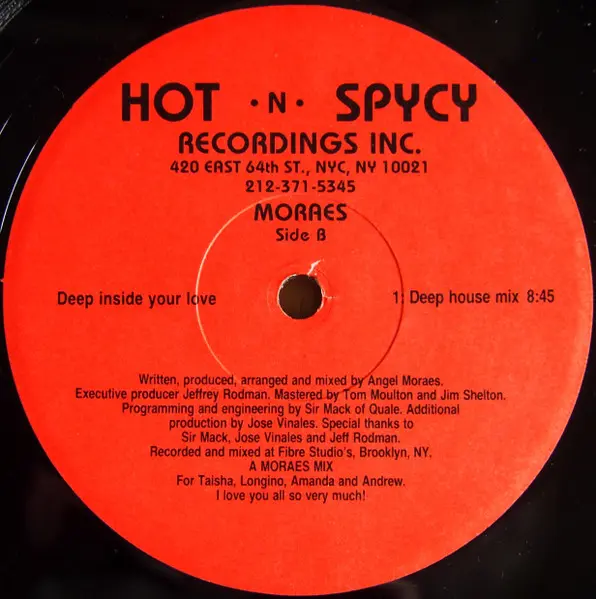 HOT • N • SPYCY
RECORDINGS INC.
420 EAST 64th ST., NYC, NY 10021
212-371-5345
MORAES
Side B
Deep inside your love 1: Deep house mix 8:45
Written, produced, arranged and mixed by Angel Moraes.
Executive producer Jeffrey Rodman. Mastered by Tom Moulton and Jim Shelton.
Programming and engineering by Sir Mack of Quale. Additional
production by Jose Vinales. Special thanks to
Sir Mack, Jose Vinales and Jeff Rodman.
Recorded and mixed at Fibre Studio's, Brooklyn, NY.
A MORAES MIX
For Taisha, Longino, Amanda and Andrew.
I love you all so very much!